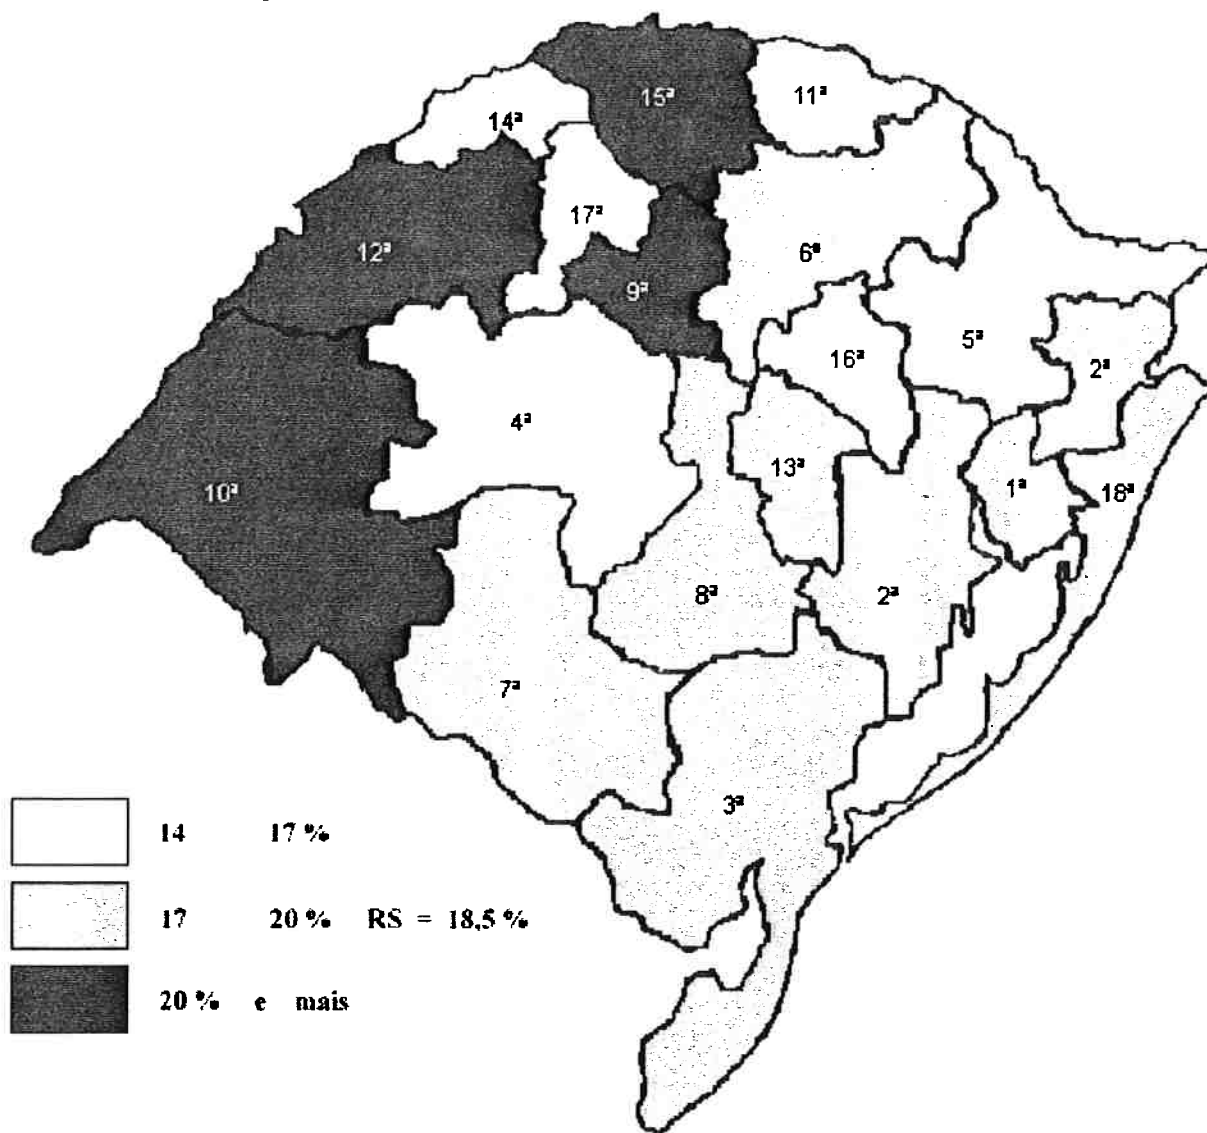 15ª
11ª
14ª
17ª
12ª
6ª
9ª
5ª
16ª
2ª
4ª
13ª
10ª
1ª
18ª
8ª
2ª
7ª
3ª
14 17 %
17 20 % RS = 18,5 %
20 % e mais